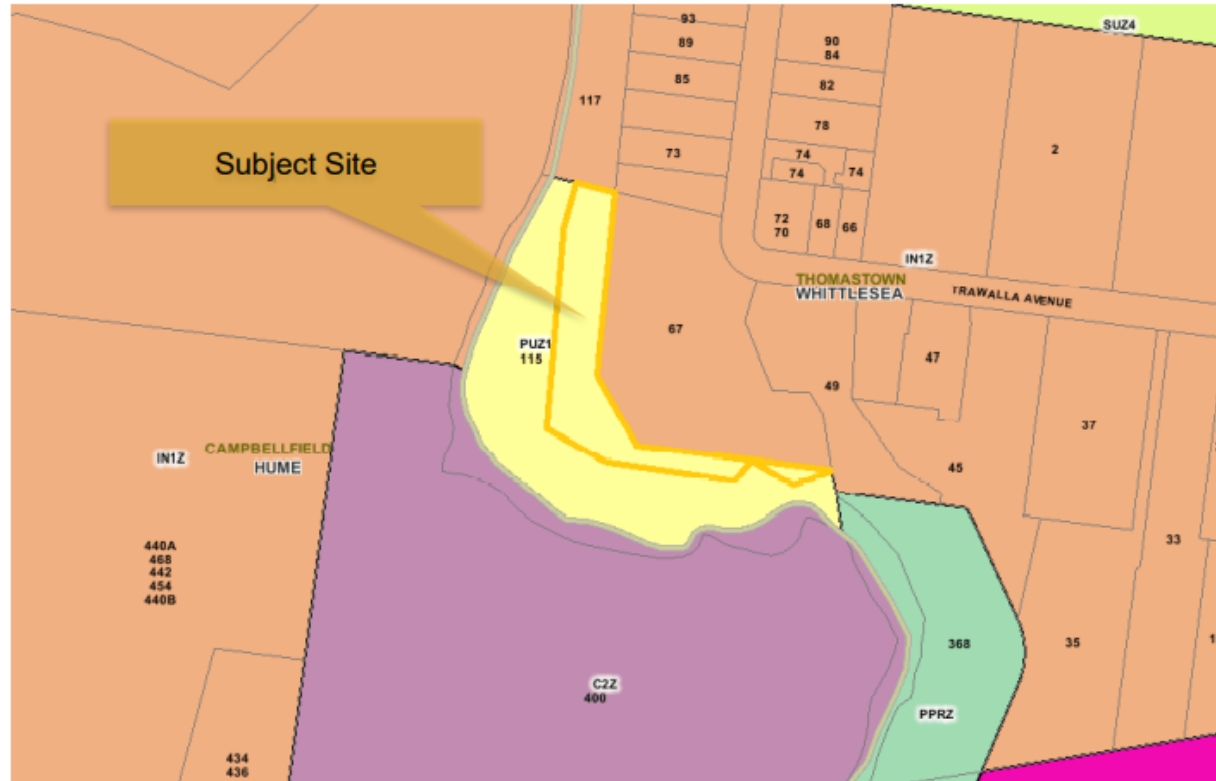 SUZ4
93
89
85
117
73
90
84
82
78
74
74
74
72
70
68
66
2
Subject Site
IN1Z
THOMASTOWN
WHITTLESEA
TRAWALLA AVENUE
67
PUZ1
115
49
47
37
45
33
IN1Z
CAMPBELLFIELD
HUME
440A
468
442
454
440B
C2Z
400
368
PPRZ
35
1
434
436